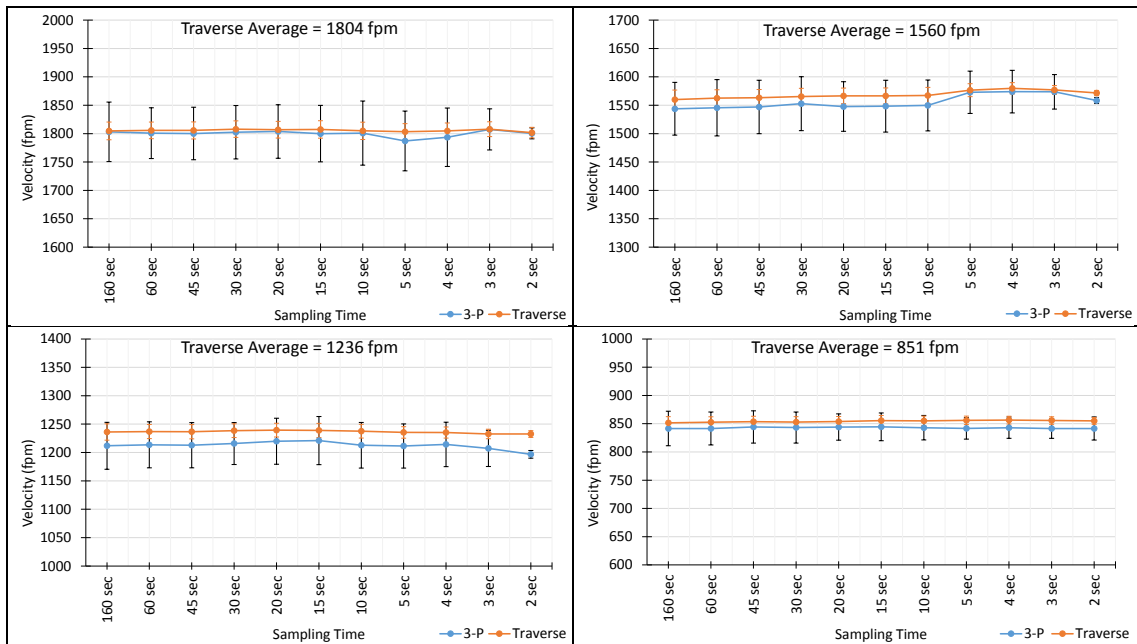 Traverse Average = 1804 fpm
Velocity (fpm)
2000
1900
1850
1800
1750
1700
1600
160 sec
60 sec
45 sec
30 sec
20 sec
15 sec
10 sec
5 sec
4 sec
3 sec
2 sec
Sampling Time
3-P
Traverse
Traverse Average = 1560 fpm
Velocity (fpm)
1700
1650
1600
1550
1500
1450
1400
1300
160 sec
60 sec
45 sec
30 sec
20 sec
15 sec
10 sec
5 sec
4 sec
3 sec
2 sec
Sampling Time
3-P
Traverse
Traverse Average = 1236 fpm
Velocity (fpm)
1400
1300
1250
1200
1150
1100
1000
160 sec
60 sec
45 sec
30 sec
20 sec
15 sec
10 sec
5 sec
4 sec
3 sec
2 sec
Sampling Time
3-P
Traverse
Traverse Average = 851 fpm
Velocity (fpm)
1000
950
900
850
800
750
700
650
600
160 sec
60 sec
45 sec
30 sec
20 sec
15 sec
10 sec
5 sec
4 sec
3 sec
2 sec
Sampling Time
3-P
Traverse